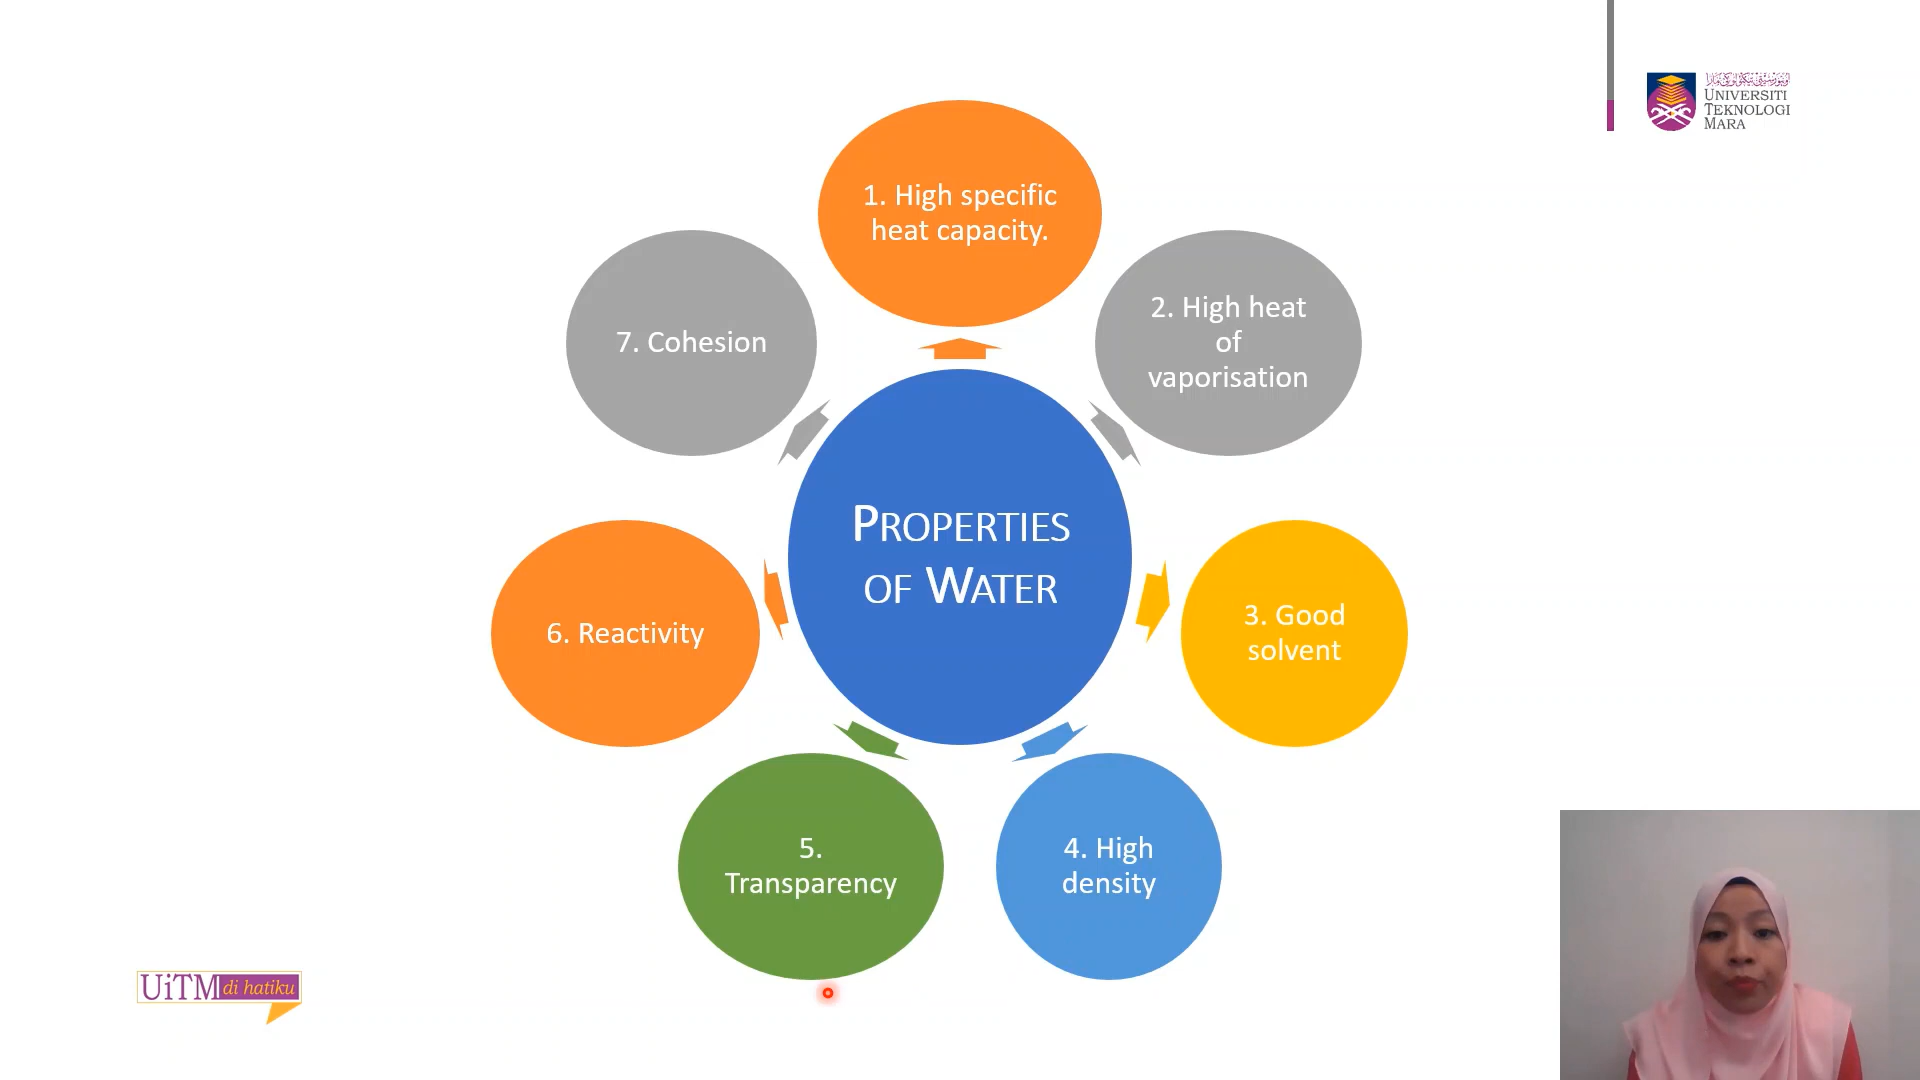 UNIVERSITI
TEKNOLOGI
MARA
1. High specific
heat capacity.
2. High heat
of
vaporisation
3. Good
solvent
4. High
density
5.
Transparency
6. Reactivity
7. Cohesion
PROPERTIES
OF WATER
UiTM di hatiku